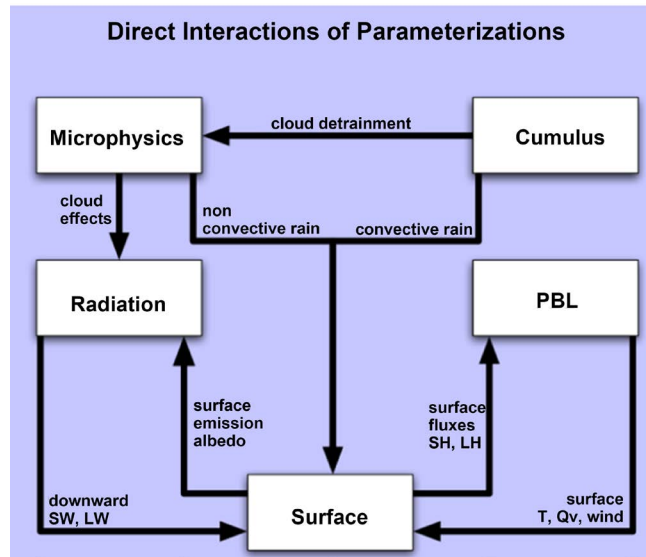 Direct Interactions of Parameterizations
Microphysics
cloud detrainment
Cumulus
cloud
effects
non
convective rain
convective rain
Radiation
PBL
surface
emission
albedo
surface
fluxes
SH, LH
downward
SW, LW
Surface
surface
T, Qv, wind